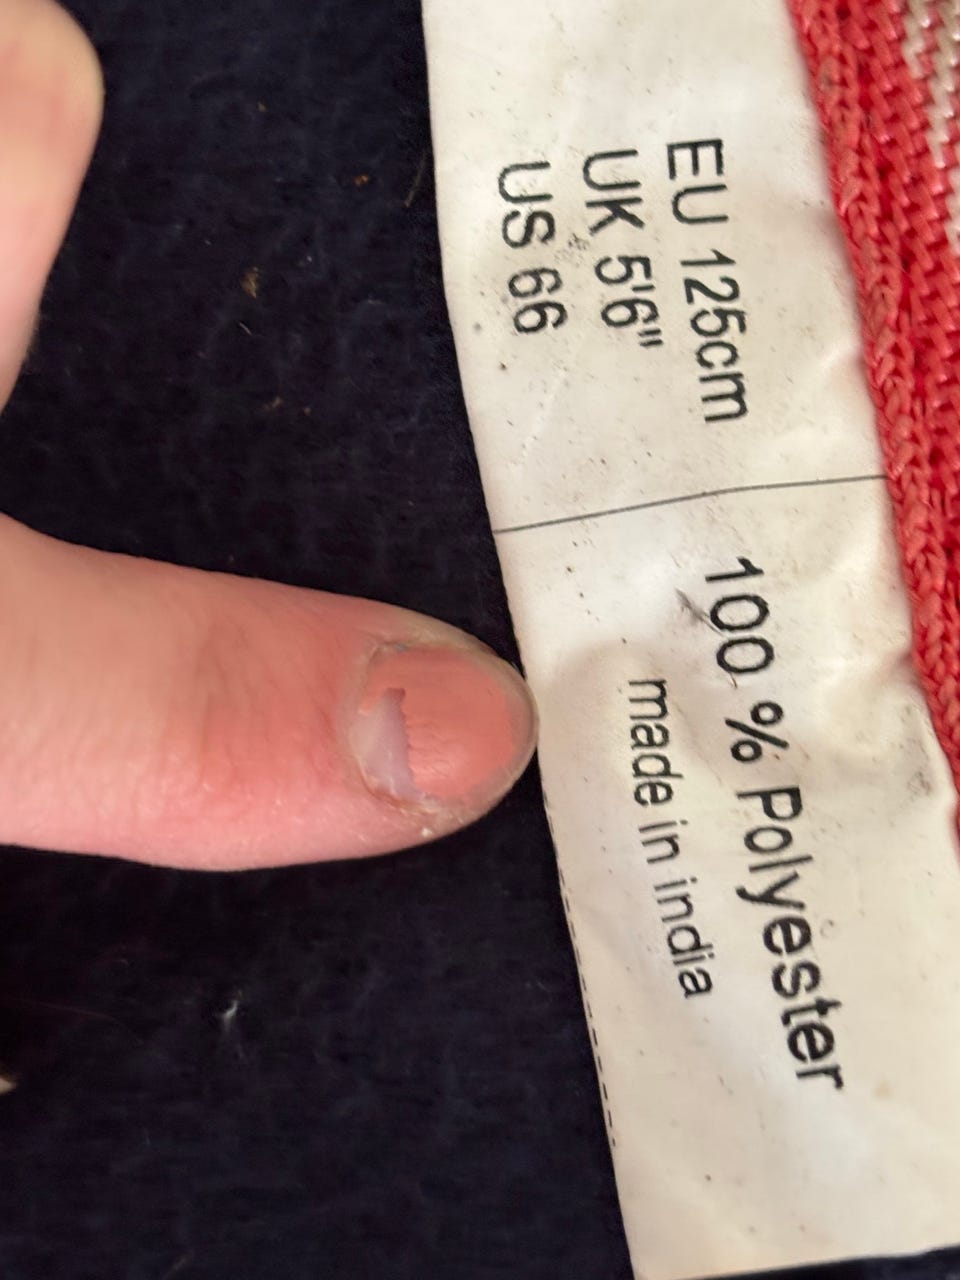 EU 125cm
UK 5'6"
US 66
100 % Polyester
made in india